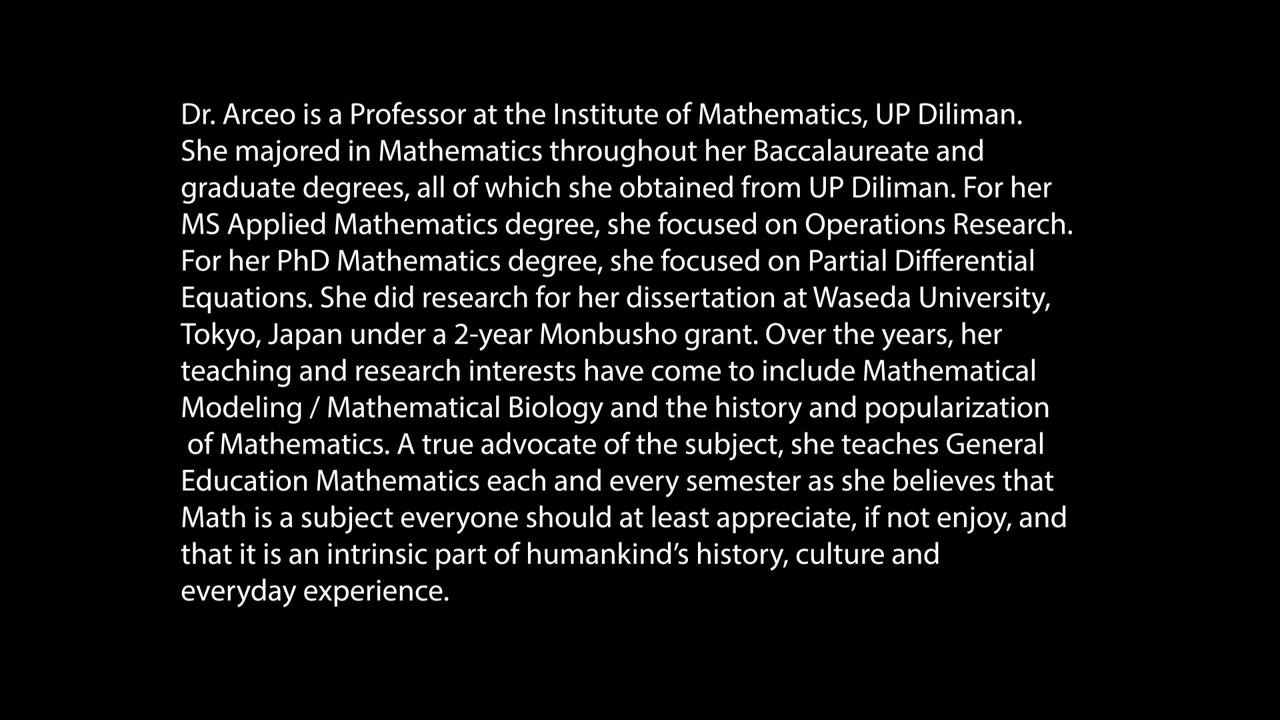 Dr. Arceo is a Professor at the Institute of Mathematics, UP Diliman.
She majored in Mathematics throughout her Baccalaureate and
graduate degrees, all of which she obtained from UP Diliman. For her
MS Applied Mathematics degree, she focused on Operations Research.
For her PhD Mathematics degree, she focused on Partial Differential
Equations. She did research for her dissertation at Waseda University,
Tokyo, Japan under a 2-year Monbusho grant. Over the years, her
teaching and research interests have come to include Mathematical
Modeling / Mathematical Biology and the history and popularization
of Mathematics. A true advocate of the subject, she teaches General
Education Mathematics each and every semester as she believes that
Math is a subject everyone should at least appreciate, if not enjoy, and
that it is an intrinsic part of humankind’s history, culture and
everyday experience.